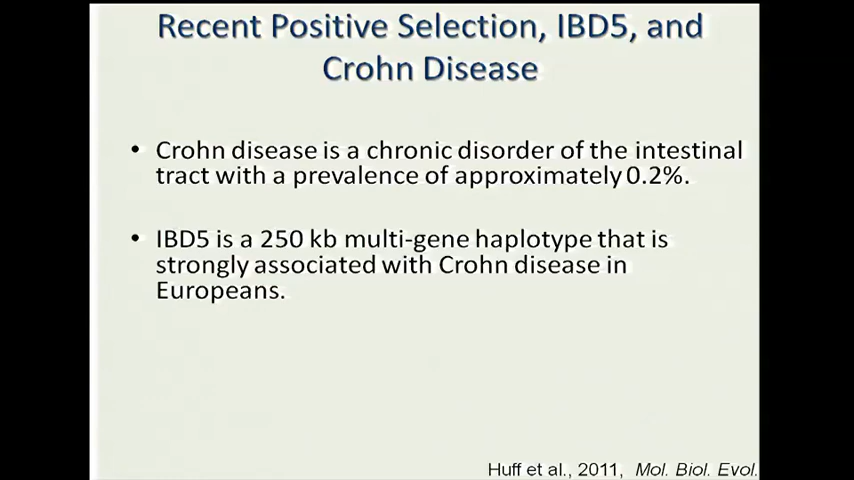 Recent Positive Selection, IBD5, and
Crohn Disease
• Crohn disease is a chronic disorder of the intestinal
tract with a prevalence of approximately 0.2%.
• IBD5 is a 250 kb multi-gene haplotype that is
strongly associated with Crohn disease in
Europeans.
Huff et al., 2011, Mol. Biol. Evol.